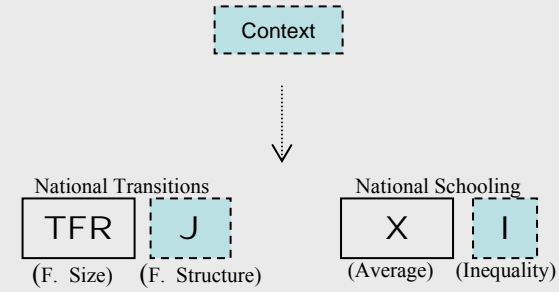 Context
National Transitions National Schooling
TFR J X I
(F. Size) (F. Structure) (Average) (Inequality)